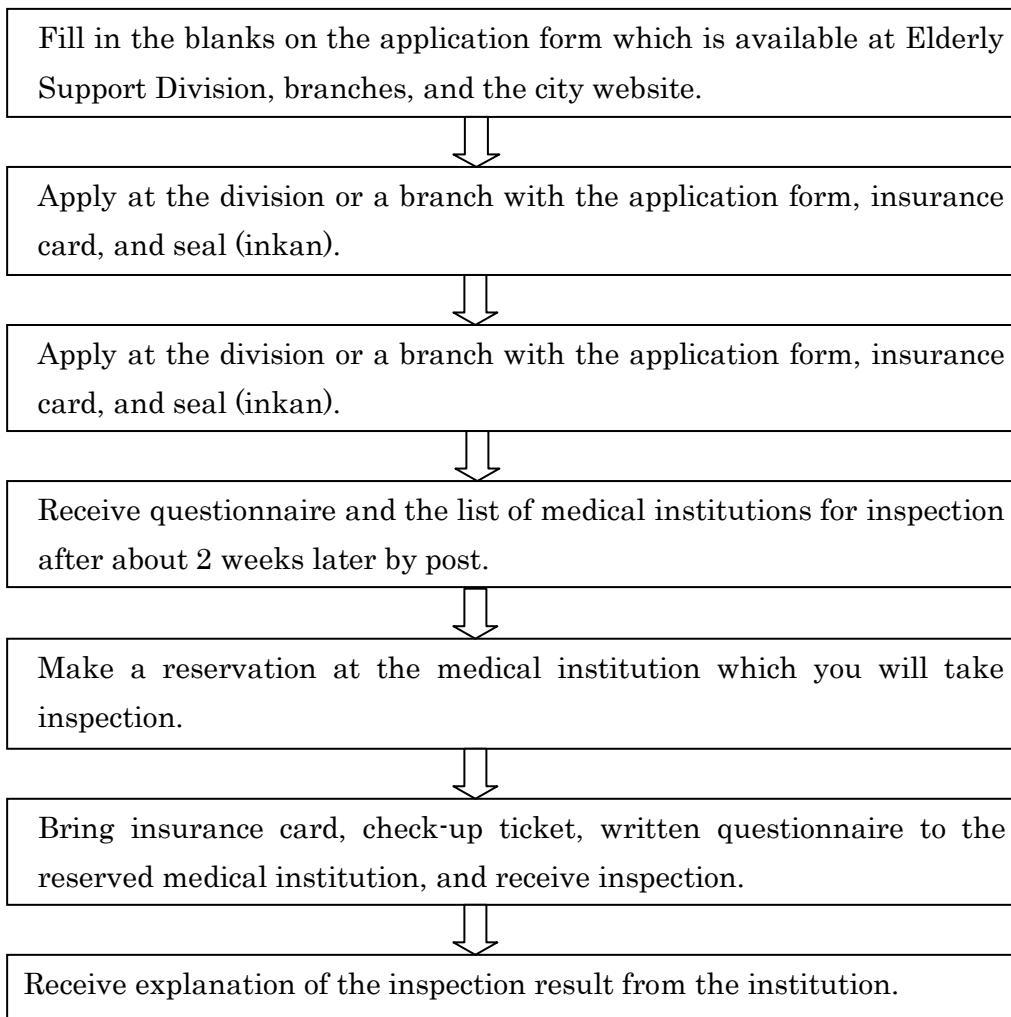 Fill in the blanks on the application form which is available at Elderly
Support Division, branches, and the city website.
Apply at the division or a branch with the application form, insurance
card, and seal (inkan).
Apply at the division or a branch with the application form, insurance
card, and seal (inkan).
Receive questionnaire and the list of medical institutions for inspection
after about 2 weeks later by post.
Make a reservation at the medical institution which you will take
inspection.
Bring insurance card, check-up ticket, written questionnaire to the
reserved medical institution, and receive inspection.
Receive explanation of the inspection result from the institution.